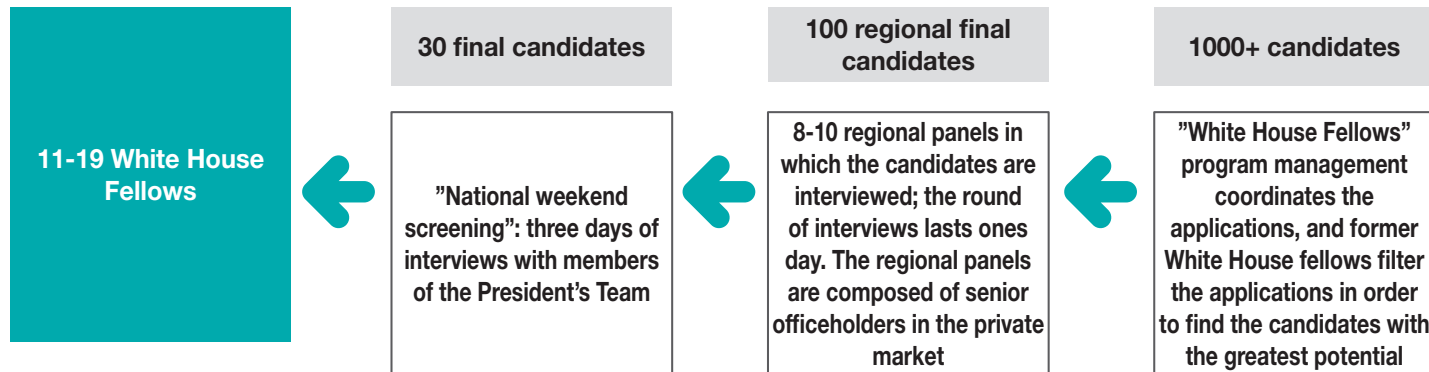 11-19 White House
Fellows
30 final candidates
”National weekend
screening”: three days of
interviews with members
of the President’s Team
100 regional final
candidates
8-10 regional panels in
which the candidates are
interviewed; the round
of interviews lasts ones
day. The regional panels
are composed of senior
officeholders in the private
market
1000+ candidates
”White House Fellows”
program management
coordinates the
applications, and former
White House fellows filter
the applications in order
to find the candidates with
the greatest potential